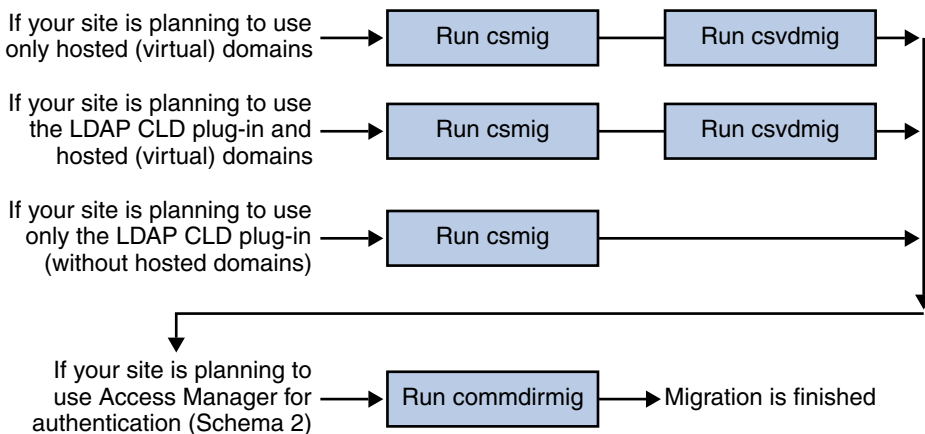 If your site is planning to use
only hosted (virtual) domains
Run csmig
Run csvdmig
If your site is planning to use
the LDAP CLD plug-in and
hosted (virtual) domains
Run csmig
Run csvdmig
If your site is planning to use
only the LDAP CLD plug-in
(without hosted domains)
Run csmig
If your site is planning to
use Access Manager for
authentication (Schema 2)
Run commdirmig
Migration is finished